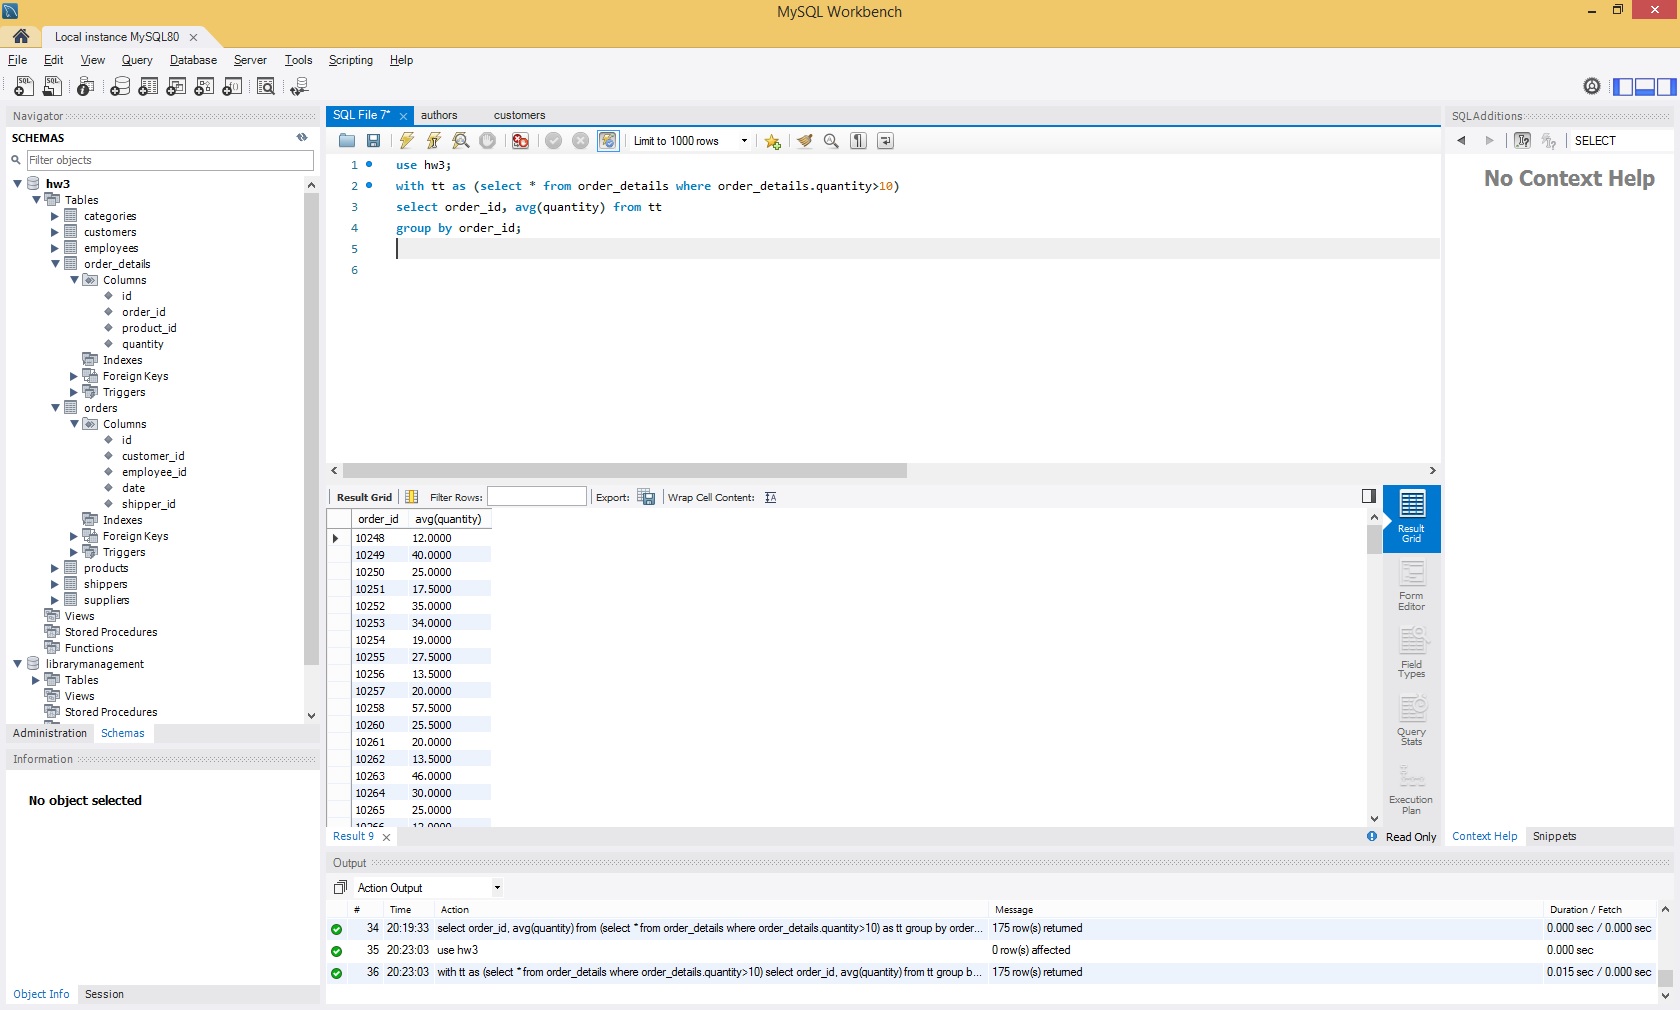 MySQL Workbench
Local instance MySQL80
File Edit View Query Database Server Tools Scripting Help
Navigator
SCHEMAS
Filter objects
hw3
Tables
categories
customers
employees
order_details
Columns
id
order_id
product_id
quantity
Indexes
Foreign Keys
Triggers
orders
Columns
id
customer_id
employee_id
date
shipper_id
Indexes
Foreign Keys
Triggers
products
shippers
suppliers
Views
Stored Procedures
Functions
librarymanagement
Tables
Views
Stored Procedures
Administration Schemas
Information
No object selected
Object Info Session
SQL File 7* authors customers
Limit to 1000 rows
1 use hw3;
2 with tt as (select * from order_details where order_details.quantity>10)
3 select order_id, avg(quantity) from tt
4 group by order_id;
5
6
Result Grid Filter Rows: Export: Wrap Cell Content:
order_id avg(quantity)
10248 12.0000
10249 40.0000
10250 25.0000
10251 17.5000
10252 35.0000
10253 34.0000
10254 19.0000
10255 27.5000
10256 13.5000
10257 20.0000
10258 57.5000
10260 25.5000
10261 20.0000
10262 13.5000
10263 46.0000
10264 30.0000
10265 25.0000
10266 12.0000
Result Grid
Form Editor
Field Types
Query Stats
Execution Plan
Result 9
Read Only
SQLAdditions
SELECT
No Context Help
Context Help Snippets
Output
Action Output
# Time Action Message Duration / Fetch
34 20:19:33 select order_id, avg(quantity) from (select * from order_details where order_details.quantity>10) as tt group by order... 175 row(s) returned 0.000 sec / 0.000 sec
35 20:23:03 use hw3 0 row(s) affected 0.000 sec
36 20:23:03 with tt as (select * from order_details where order_details.quantity>10) select order_id, avg(quantity) from tt group b... 175 row(s) returned 0.015 sec / 0.000 sec